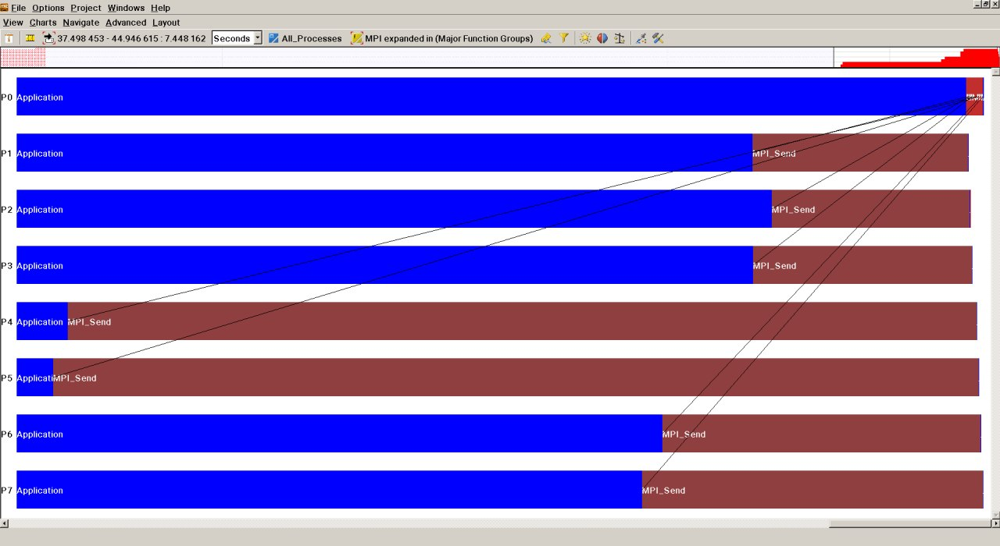 File Options Project Windows Help
View Charts Navigate Advanced Layout
37.498 453 - 44.946 615 : 7.448 162 Seconds All_Processes MPI expanded in (Major Function Groups)
P0 Application
P1 Application MPI_Send
P2 Application MPI_Send
P3 Application MPI_Send
P4 Application MPI_Send
P5 Applicati MPI_Send
P6 Application MPI_Send
P7 Application MPI_Send